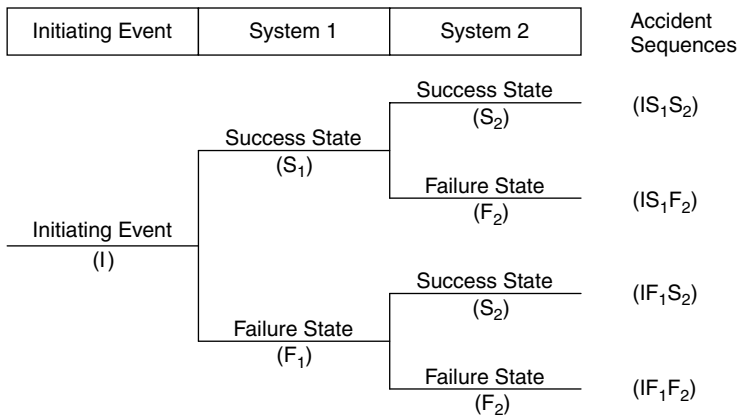 Initiating Event System 1 System 2 Accident
Sequences
Success State
(S₂) (IS₁S₂)
Success State
(S₁)
Failure State
(F₂) (IS₁F₂)
Initiating Event
(I)
Success State
(S₂) (IF₁S₂)
Failure State
(F₁)
Failure State
(F₂) (IF₁F₂)